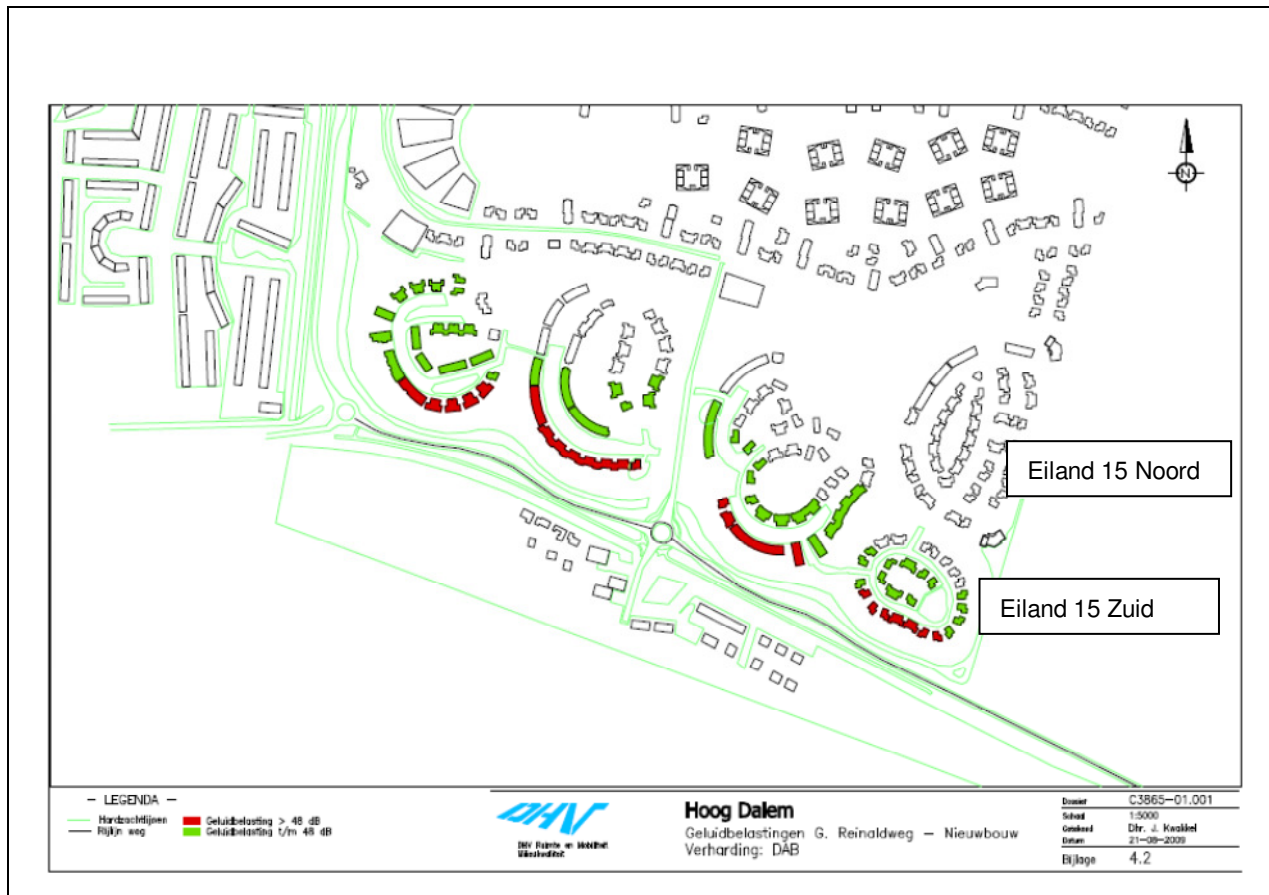 N
Eiland 15 Noord
Eiland 15 Zuid
— LEGENDA —
Hardzachtlijnen
Rijlijn weg
Geluidbelasting > 48 dB
Geluidbelasting t/m 48 dB
DHV
DHV Ruimte en Mobiliteit
Hoog Dalem
Geluidbelastingen G. Reinaldweg — Nieuwbouw
Verharding: DAB
Dossier C3865-01.001
Schaal 1:5000
Getekend Dhr. J. Kwakkel
Datum 21-08-2009
Bijlage 4.2